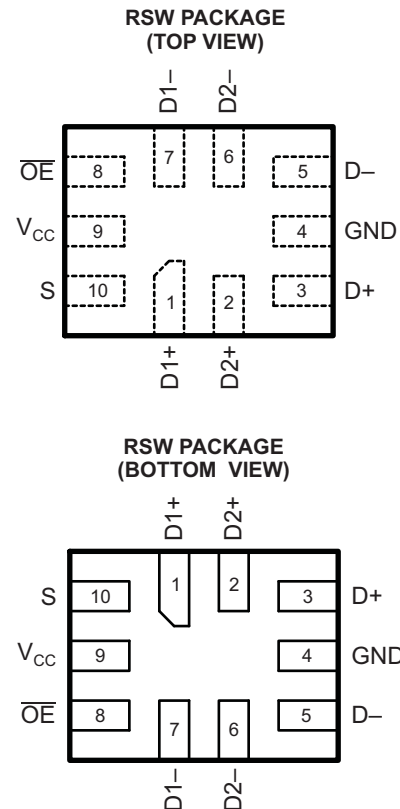 RSW PACKAGE
(TOP VIEW)
D1–
D2–
7
6
O̅E̅
8
5
D–
VCC
9
4
GND
S
10
1
2
3
D+
D1+
D2+
RSW PACKAGE
(BOTTOM VIEW)
D1+
D2+
S
10
1
2
3
D+
VCC
9
4
GND
O̅E̅
8
7
6
5
D–
D1–
D2–